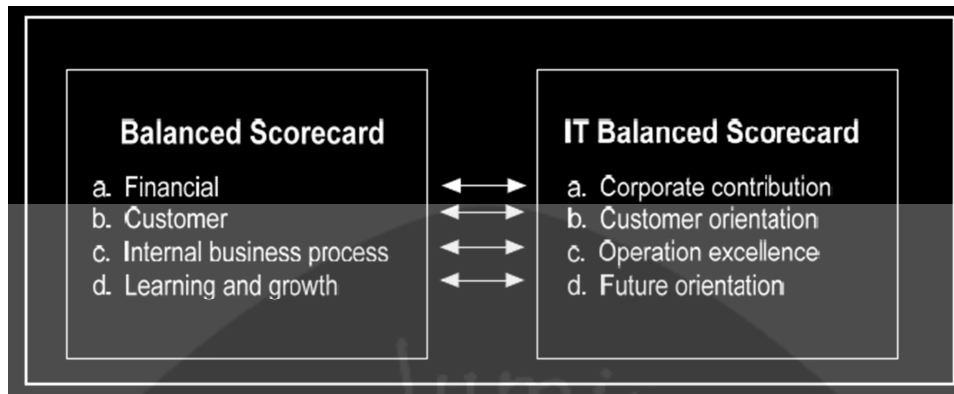 Balanced Scorecard
a. Financial
b. Customer
c. Internal business process
d. Learning and growth
IT Balanced Scorecard
a. Corporate contribution
b. Customer orientation
c. Operation excellence
d. Future orientation